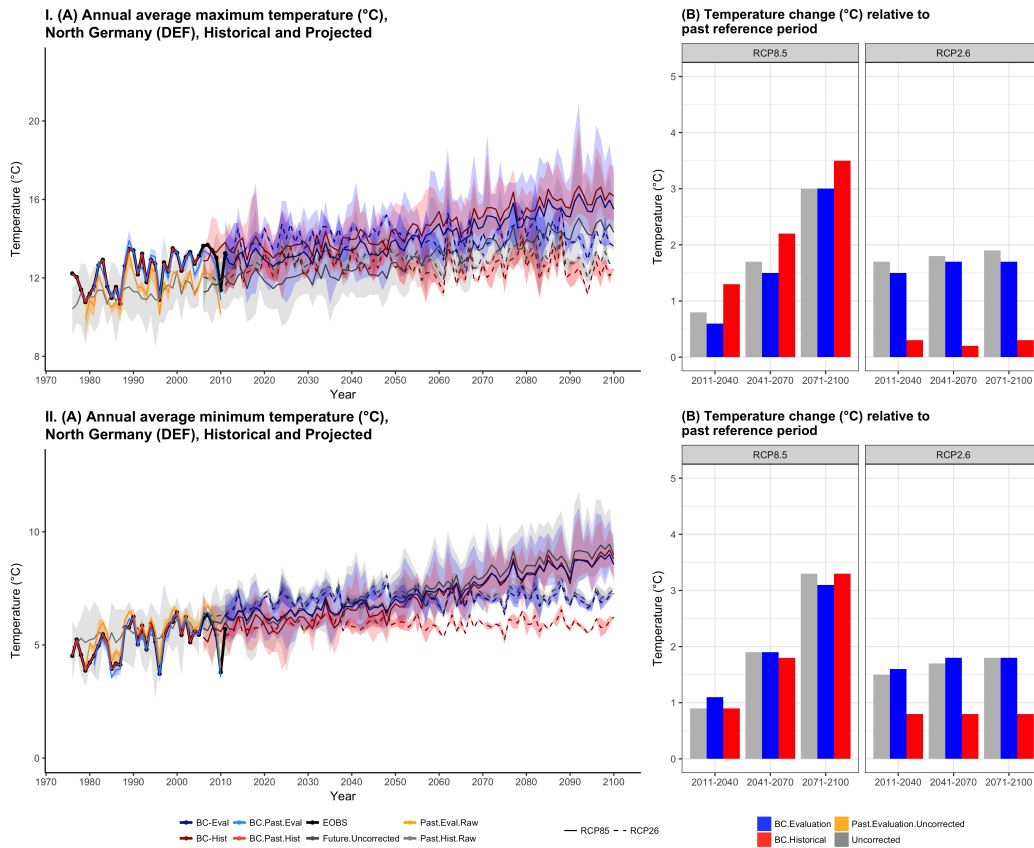 I. (A) Annual average maximum temperature (°C),
North Germany (DEF), Historical and Projected
Temperature (°C)
20
16
12
8
1970 1980 1990 2000 2010 2020 2030 2040 2050 2060 2070 2080 2090 2100
Year
(B) Temperature change (°C) relative to
past reference period
RCP8.5 RCP2.6
Temperature (°C)
5
4
3
2
1
0
2011-2040 2041-2070 2071-2100 2011-2040 2041-2070 2071-2100
II. (A) Annual average minimum temperature (°C),
North Germany (DEF), Historical and Projected
Temperature (°C)
10
5
0
1970 1980 1990 2000 2010 2020 2030 2040 2050 2060 2070 2080 2090 2100
Year
(B) Temperature change (°C) relative to
past reference period
RCP8.5 RCP2.6
Temperature (°C)
5
4
3
2
1
0
2011-2040 2041-2070 2071-2100 2011-2040 2041-2070 2071-2100
BC-Eval BC.Past.Eval EOBS Past.Eval.Raw
BC-Hist BC.Past.Hist Future.Uncorrected Past.Hist.Raw
RCP85 RCP26
BC.Evaluation Past.Evaluation.Uncorrected
BC.Historical Uncorrected